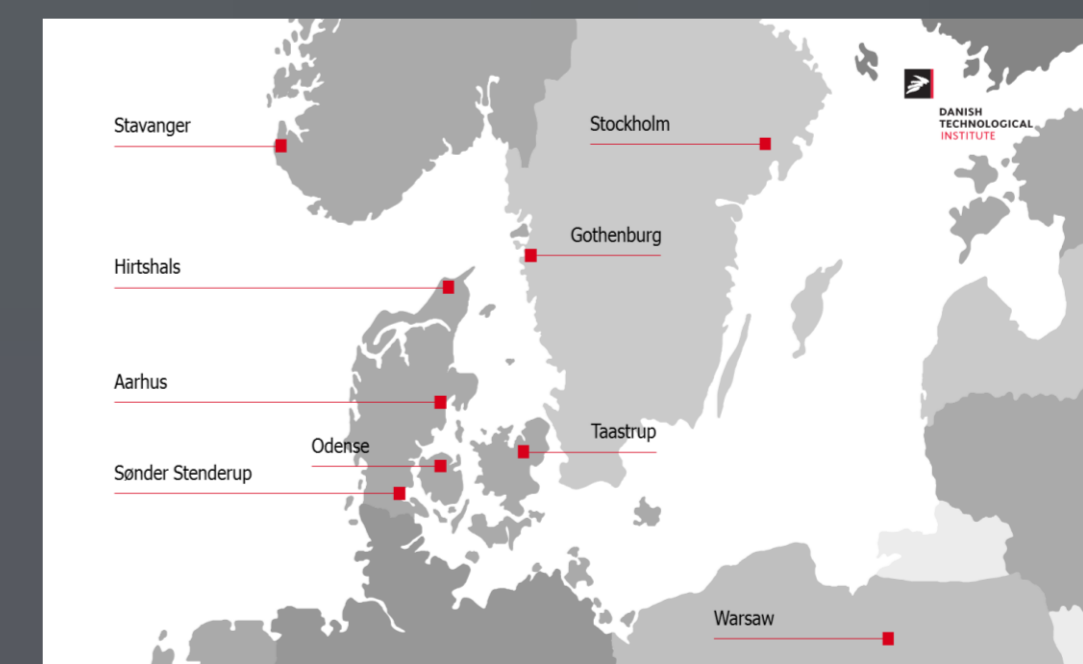 Stavanger
Stockholm
DANISH
TECHNOLOGICAL
INSTITUTE
Gothenburg
Hirtshals
Aarhus
Odense
Taastrup
Sønder Stenderup
Warsaw